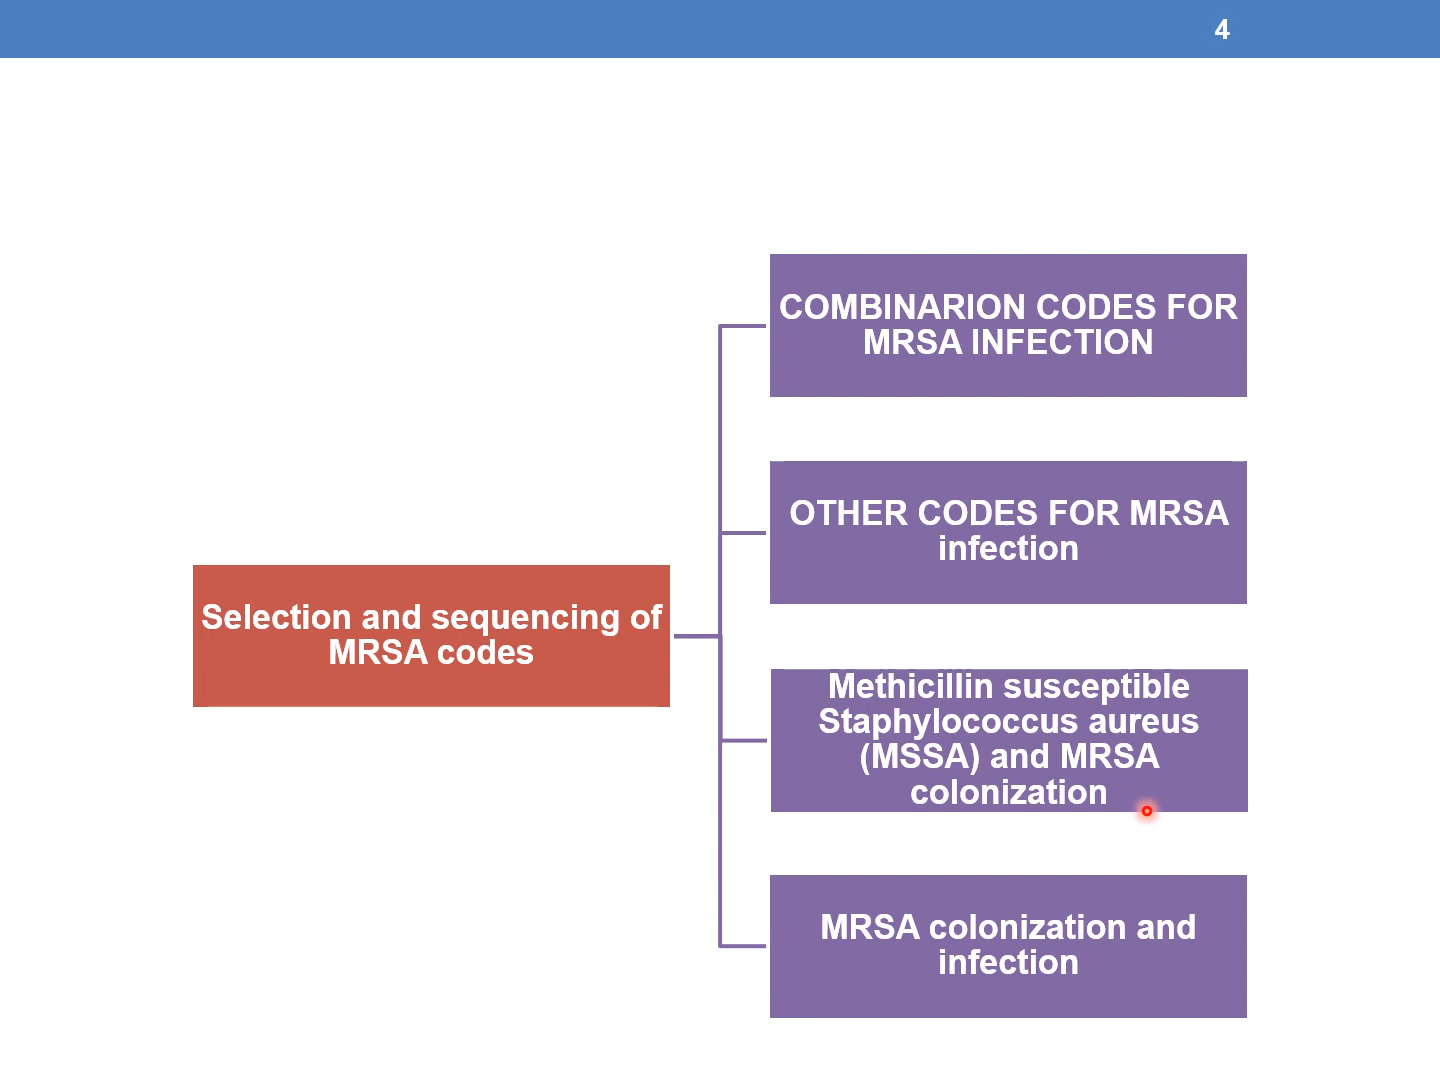 4
COMBINARION CODES FOR
MRSA INFECTION
OTHER CODES FOR MRSA
infection
Selection and sequencing of
MRSA codes
Methicillin susceptible
Staphylococcus aureus
(MSSA) and MRSA
colonization
MRSA colonization and
infection